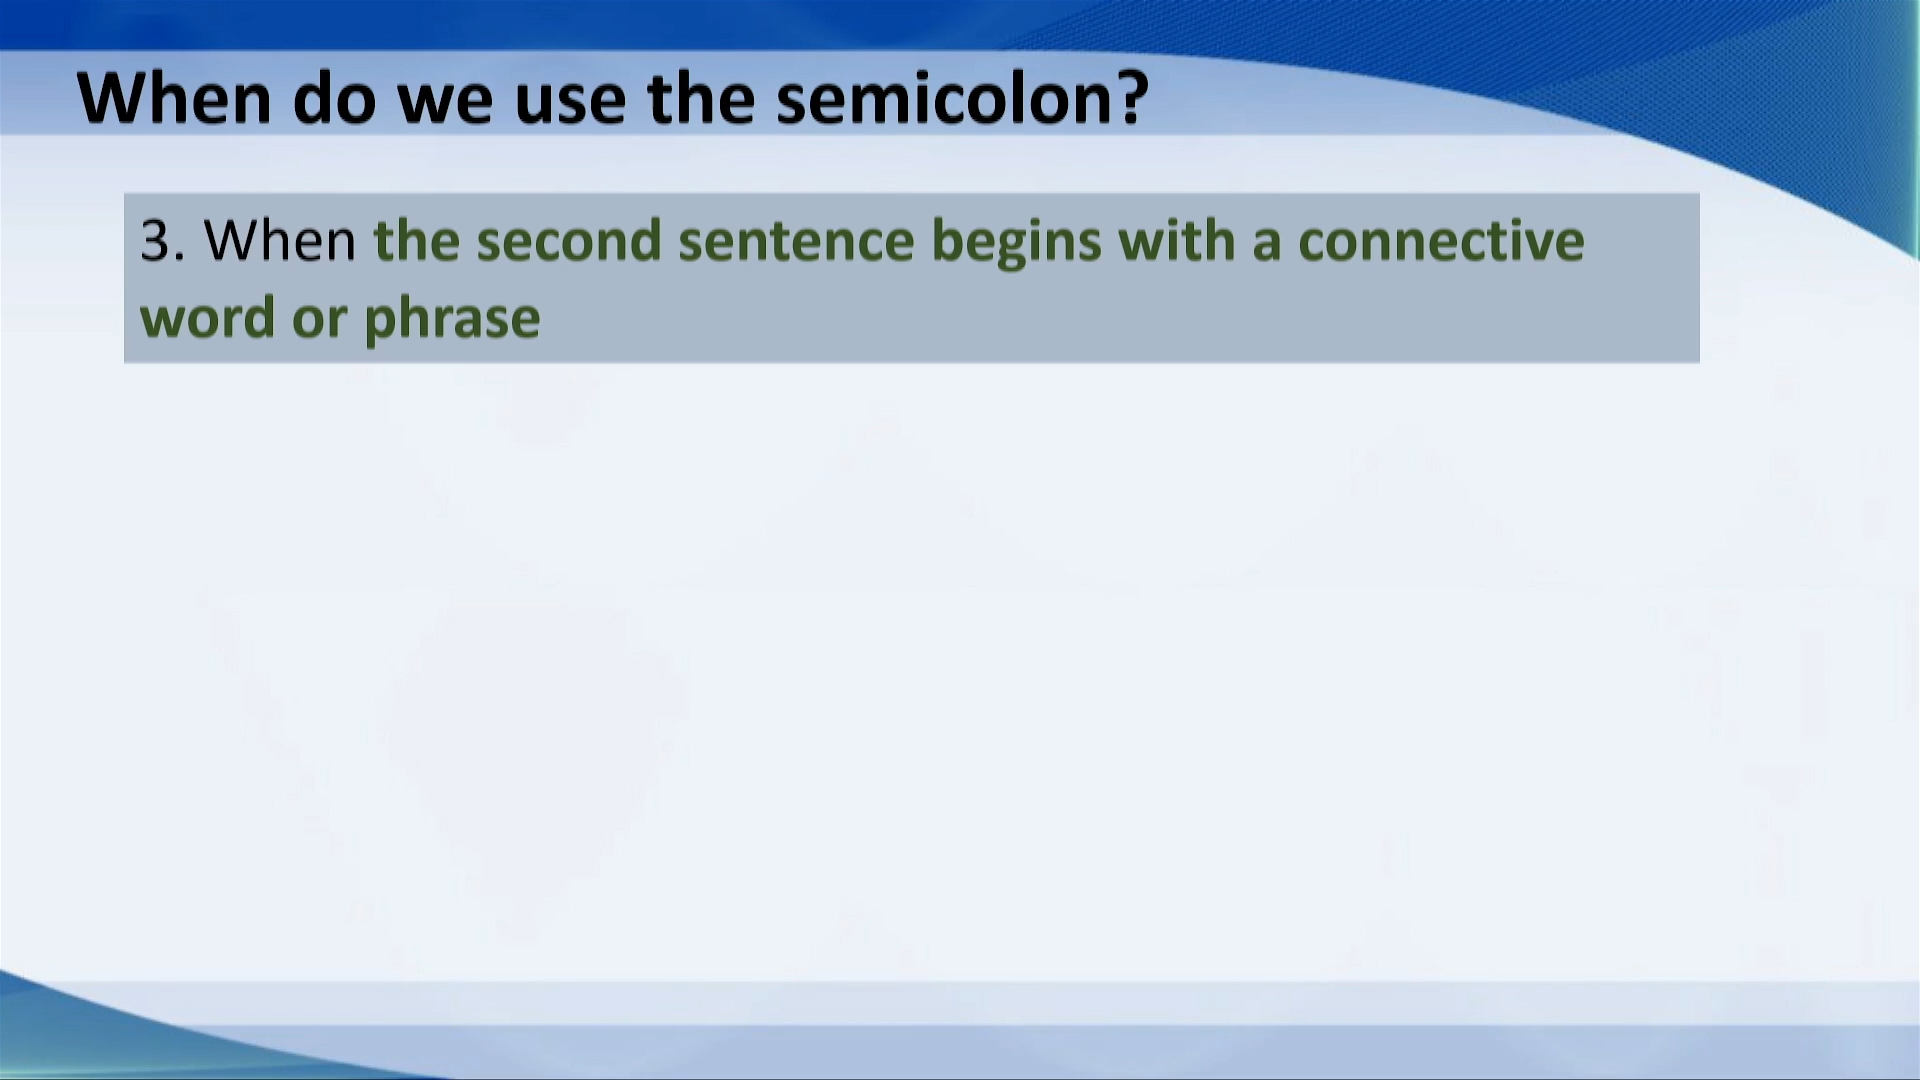 When do we use the semicolon?
3. When the second sentence begins with a connective
word or phrase